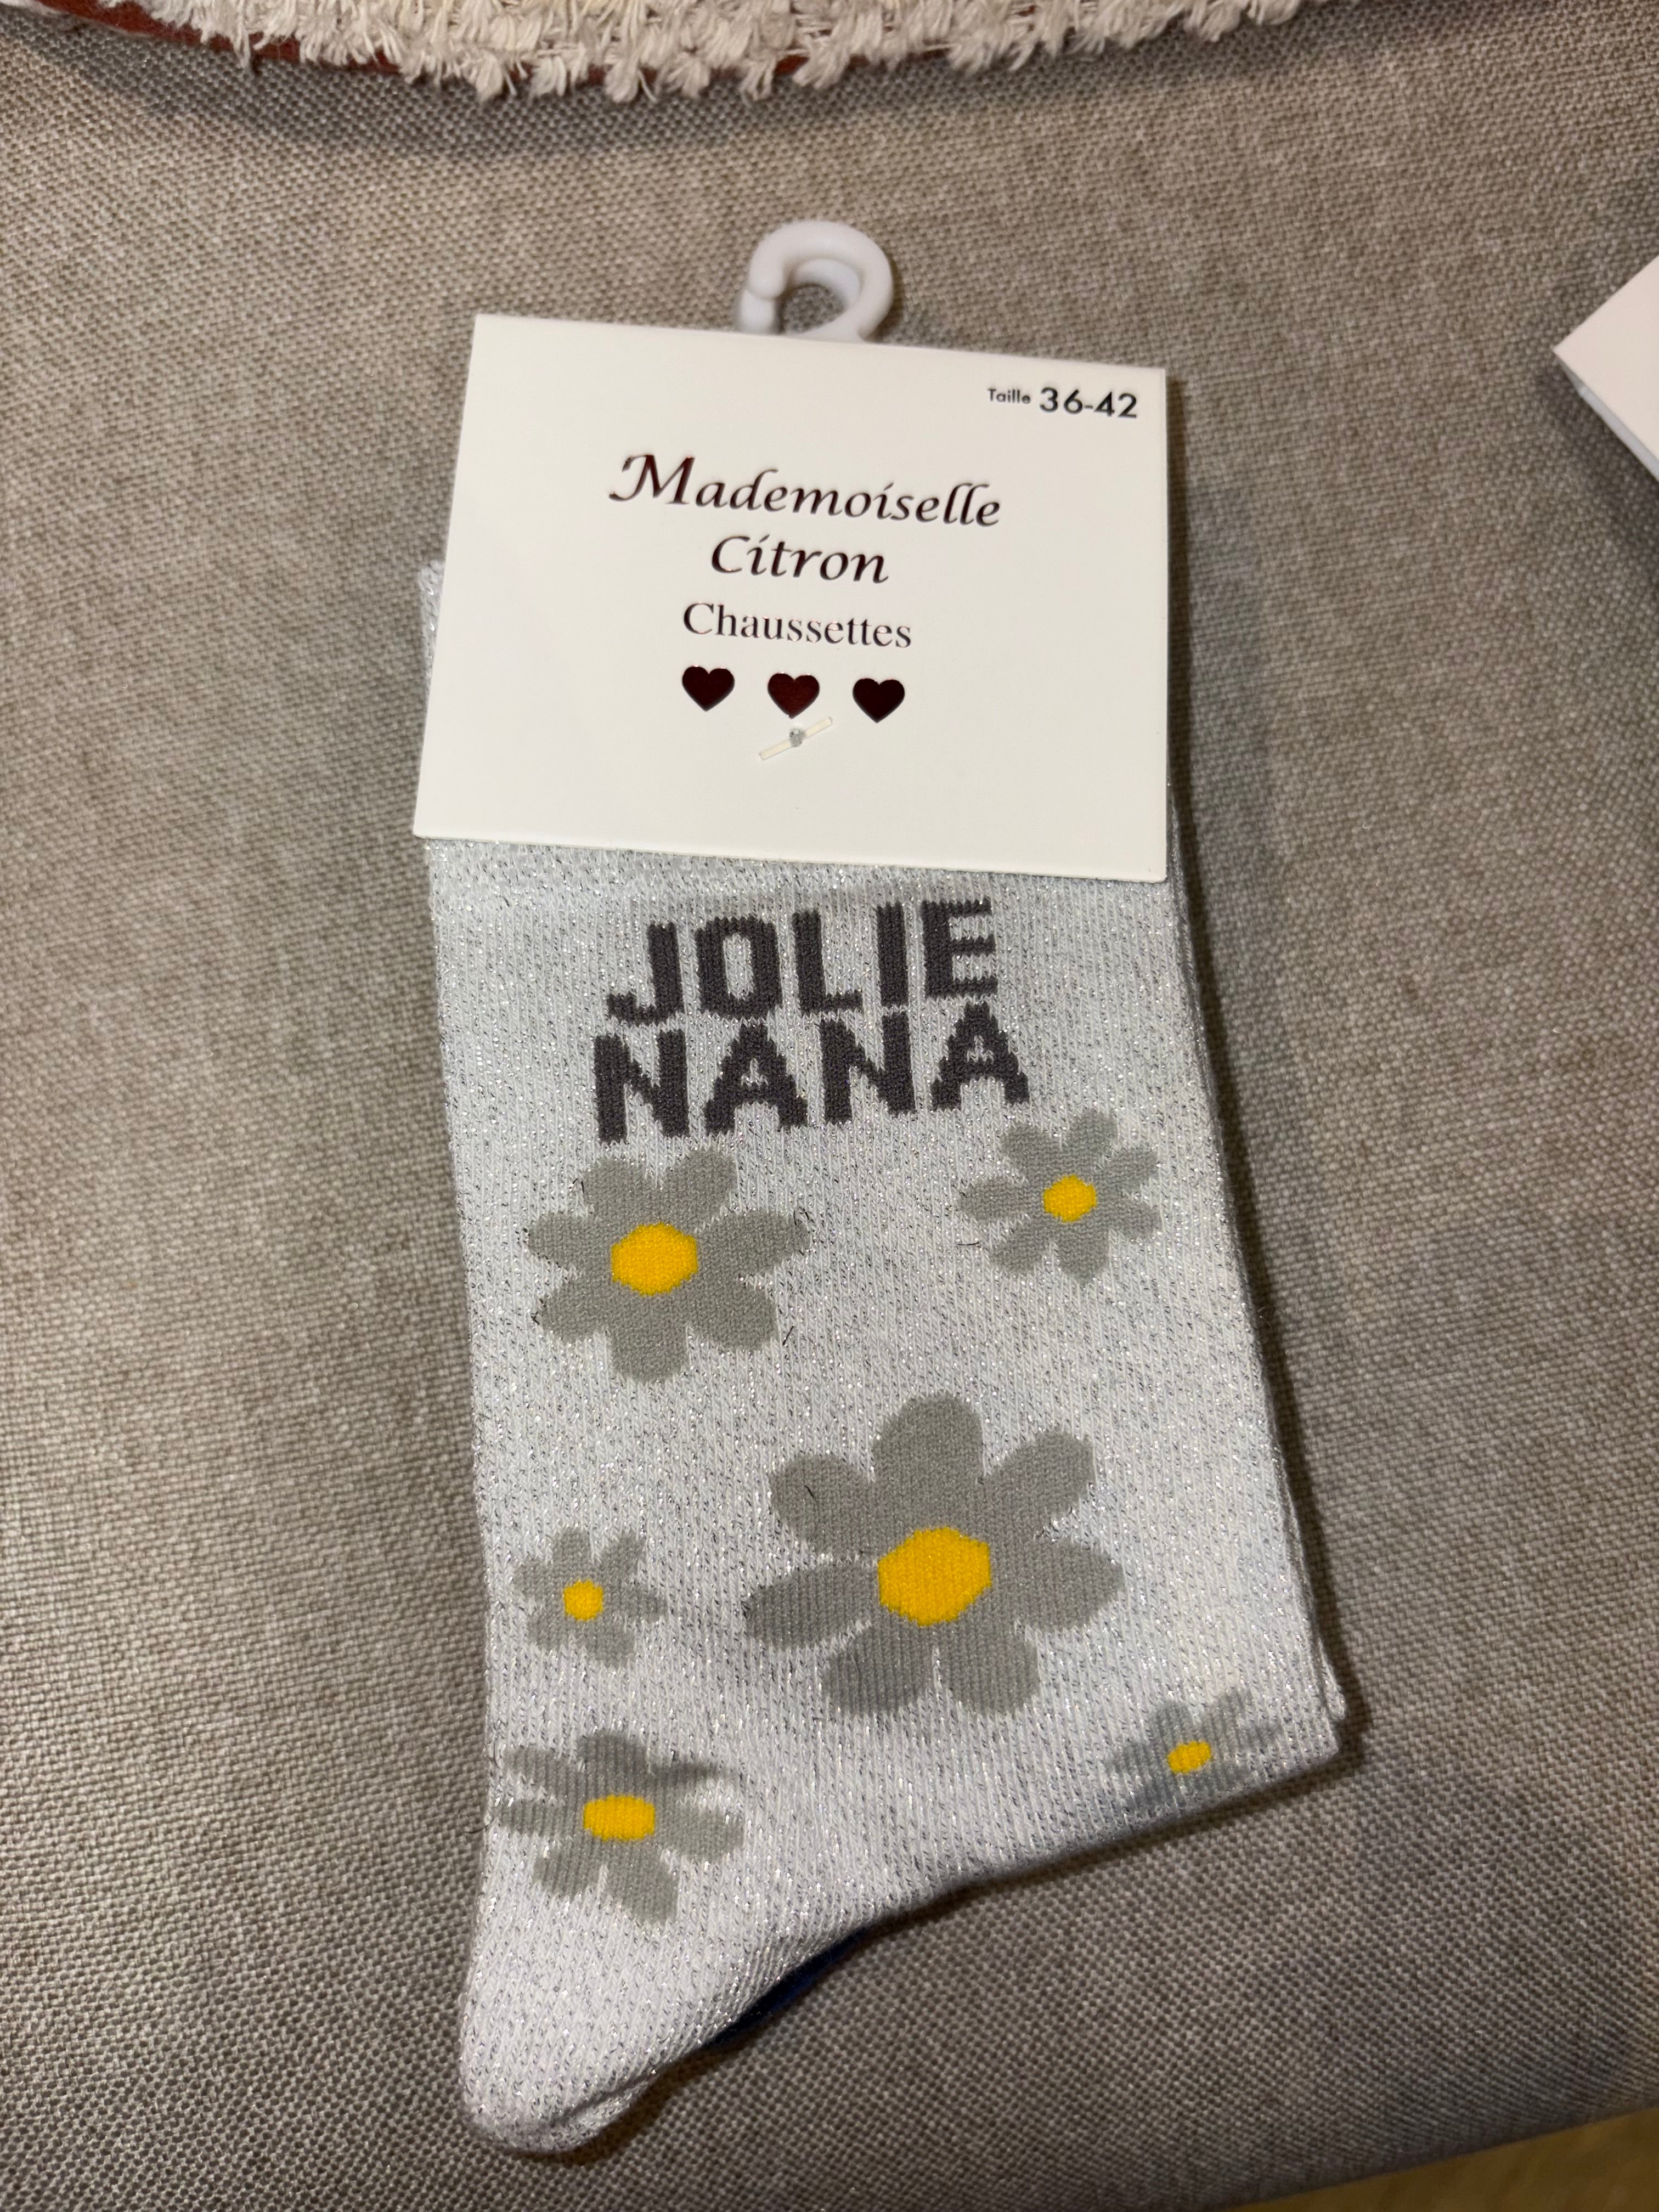 Taille 36-42
Mademoiselle
Citron
Chaussettes
JOLIE
NANA